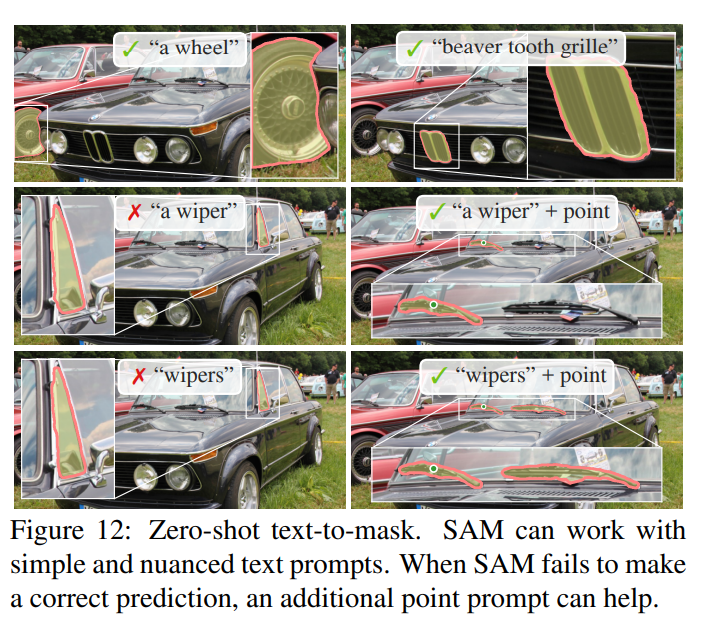 ✓ “a wheel”
✓ “beaver tooth grille”
✗ “a wiper”
✓ “a wiper” + point
✗ “wipers”
✓ “wipers” + point
Figure 12: Zero-shot text-to-mask. SAM can work with
simple and nuanced text prompts. When SAM fails to make
a correct prediction, an additional point prompt can help.